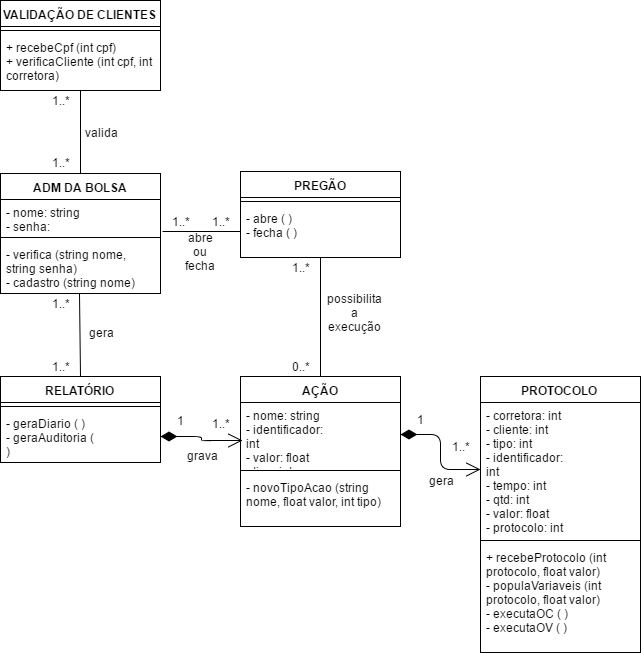 VALIDAÇÃO DE CLIENTES
+ recebeCpf (int cpf)
+ verificaCliente (int cpf, int
corretora)
1..*
valida
1..*
ADM DA BOLSA
- nome: string
- senha:
- verifica (string nome,
string senha)
- cadastro (string nome)
1..*
1..*
abre
ou
fecha
PREGÃO
- abre ( )
- fecha ( )
1..*
possibilita
a
execução
0..*
1..*
gera
1..*
RELATÓRIO
- geraDiario ( )
- geraAuditoria (
)
1
1..*
grava
AÇÃO
- nome: string
- identificador:
int
- valor: float
- novoTipoAcao (string
nome, float valor, int tipo)
1
1..*
gera
PROTOCOLO
- corretora: int
- cliente: int
- tipo: int
- identificador:
int
- tempo: int
- qtd: int
- valor: float
- protocolo: int
+ recebeProtocolo (int
protocolo, float valor)
- populaVariaveis (int
protocolo, float valor)
- executaOC ( )
- executaOV ( )